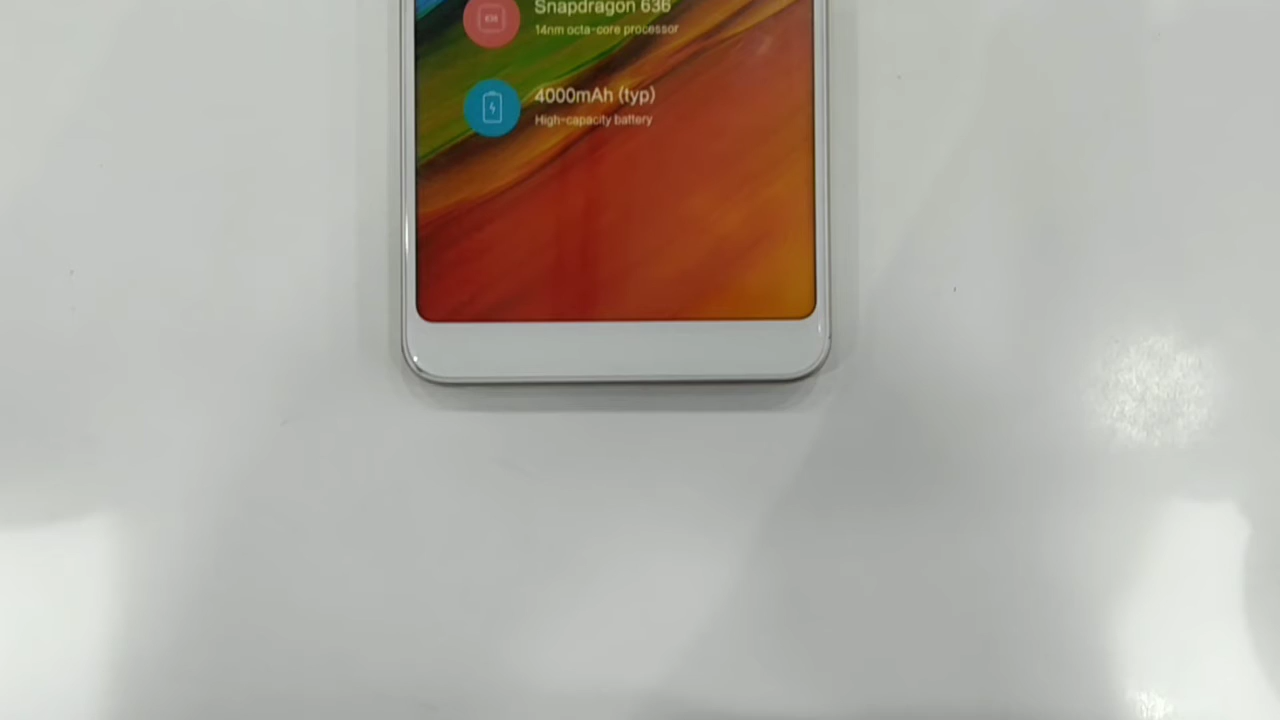 Snapdragon 636
14nm octa-core processor
4000mAh (typ)
High-capacity battery